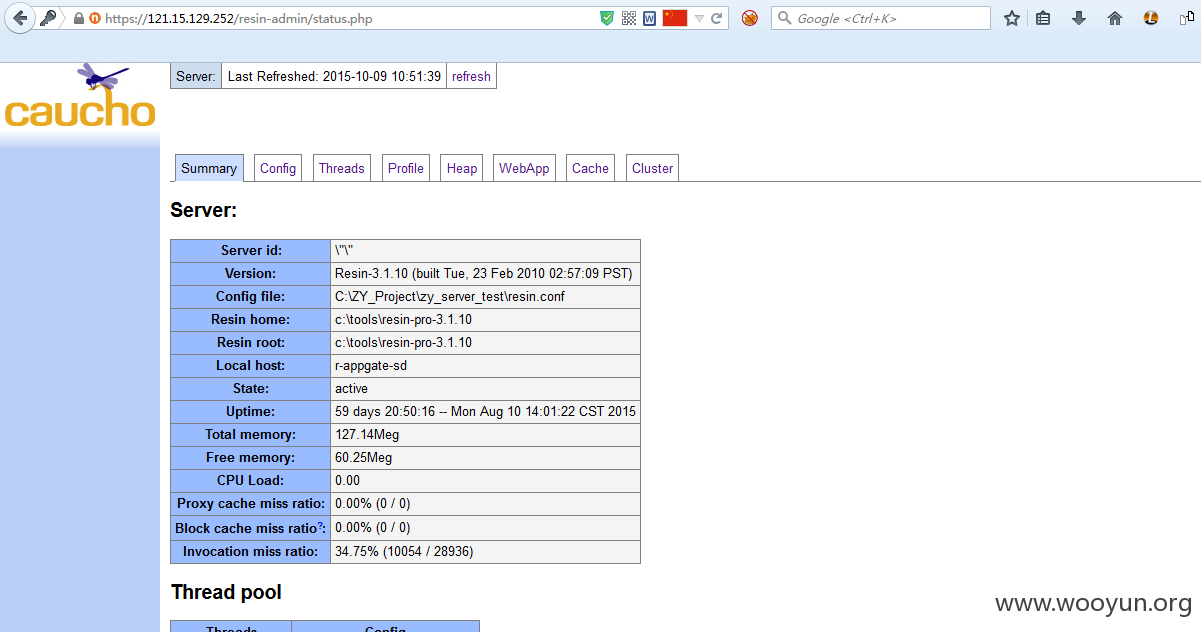 https://121.15.129.252/resin-admin/status.php
Google <Ctrl+K>
caucho
Server: Last Refreshed: 2015-10-09 10:51:39 refresh
Summary Config Threads Profile Heap WebApp Cache Cluster
Server:
Server id: \"\"
Version: Resin-3.1.10 (built Tue, 23 Feb 2010 02:57:09 PST)
Config file: C:\ZY_Project\zy_server_test\resin.conf
Resin home: c:\tools\resin-pro-3.1.10
Resin root: c:\tools\resin-pro-3.1.10
Local host: r-appgate-sd
State: active
Uptime: 59 days 20:50:16 -- Mon Aug 10 14:01:22 CST 2015
Total memory: 127.14Meg
Free memory: 60.25Meg
CPU Load: 0.00
Proxy cache miss ratio: 0.00% (0 / 0)
Block cache miss ratio?: 0.00% (0 / 0)
Invocation miss ratio: 34.75% (10054 / 28936)
Thread pool
Threads Config
www.wooyun.org